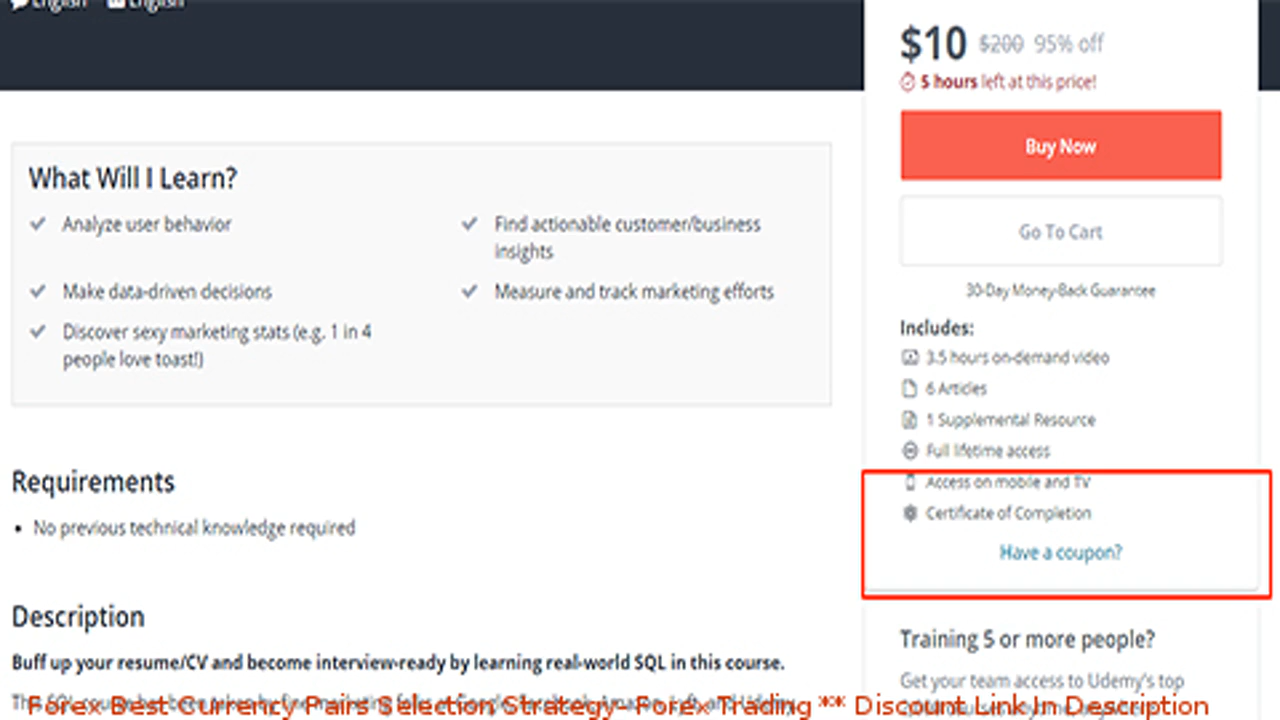 English English
What Will I Learn?
Analyze user behavior
Find actionable customer/business
insights
Make data-driven decisions
Measure and track marketing efforts
Discover sexy marketing stats (e.g. 1 in 4
people love toast!)
Requirements
• No previous technical knowledge required
Description
Buff up your resume/CV and become interview-ready by learning real-world SQL in this course.
$10 $200 95% off
5 hours left at this price!
Buy Now
Go To Cart
30-Day Money-Back Guarantee
Includes:
3.5 hours on-demand video
6 Articles
1 Supplemental Resource
Full lifetime access
Access on mobile and TV
Certificate of Completion
Have a coupon?
Training 5 or more people?
Get your team access to Udemy's top
Forex Best Currency Pairs Selection Strategy- Forex Trading ** Discount Link in Description